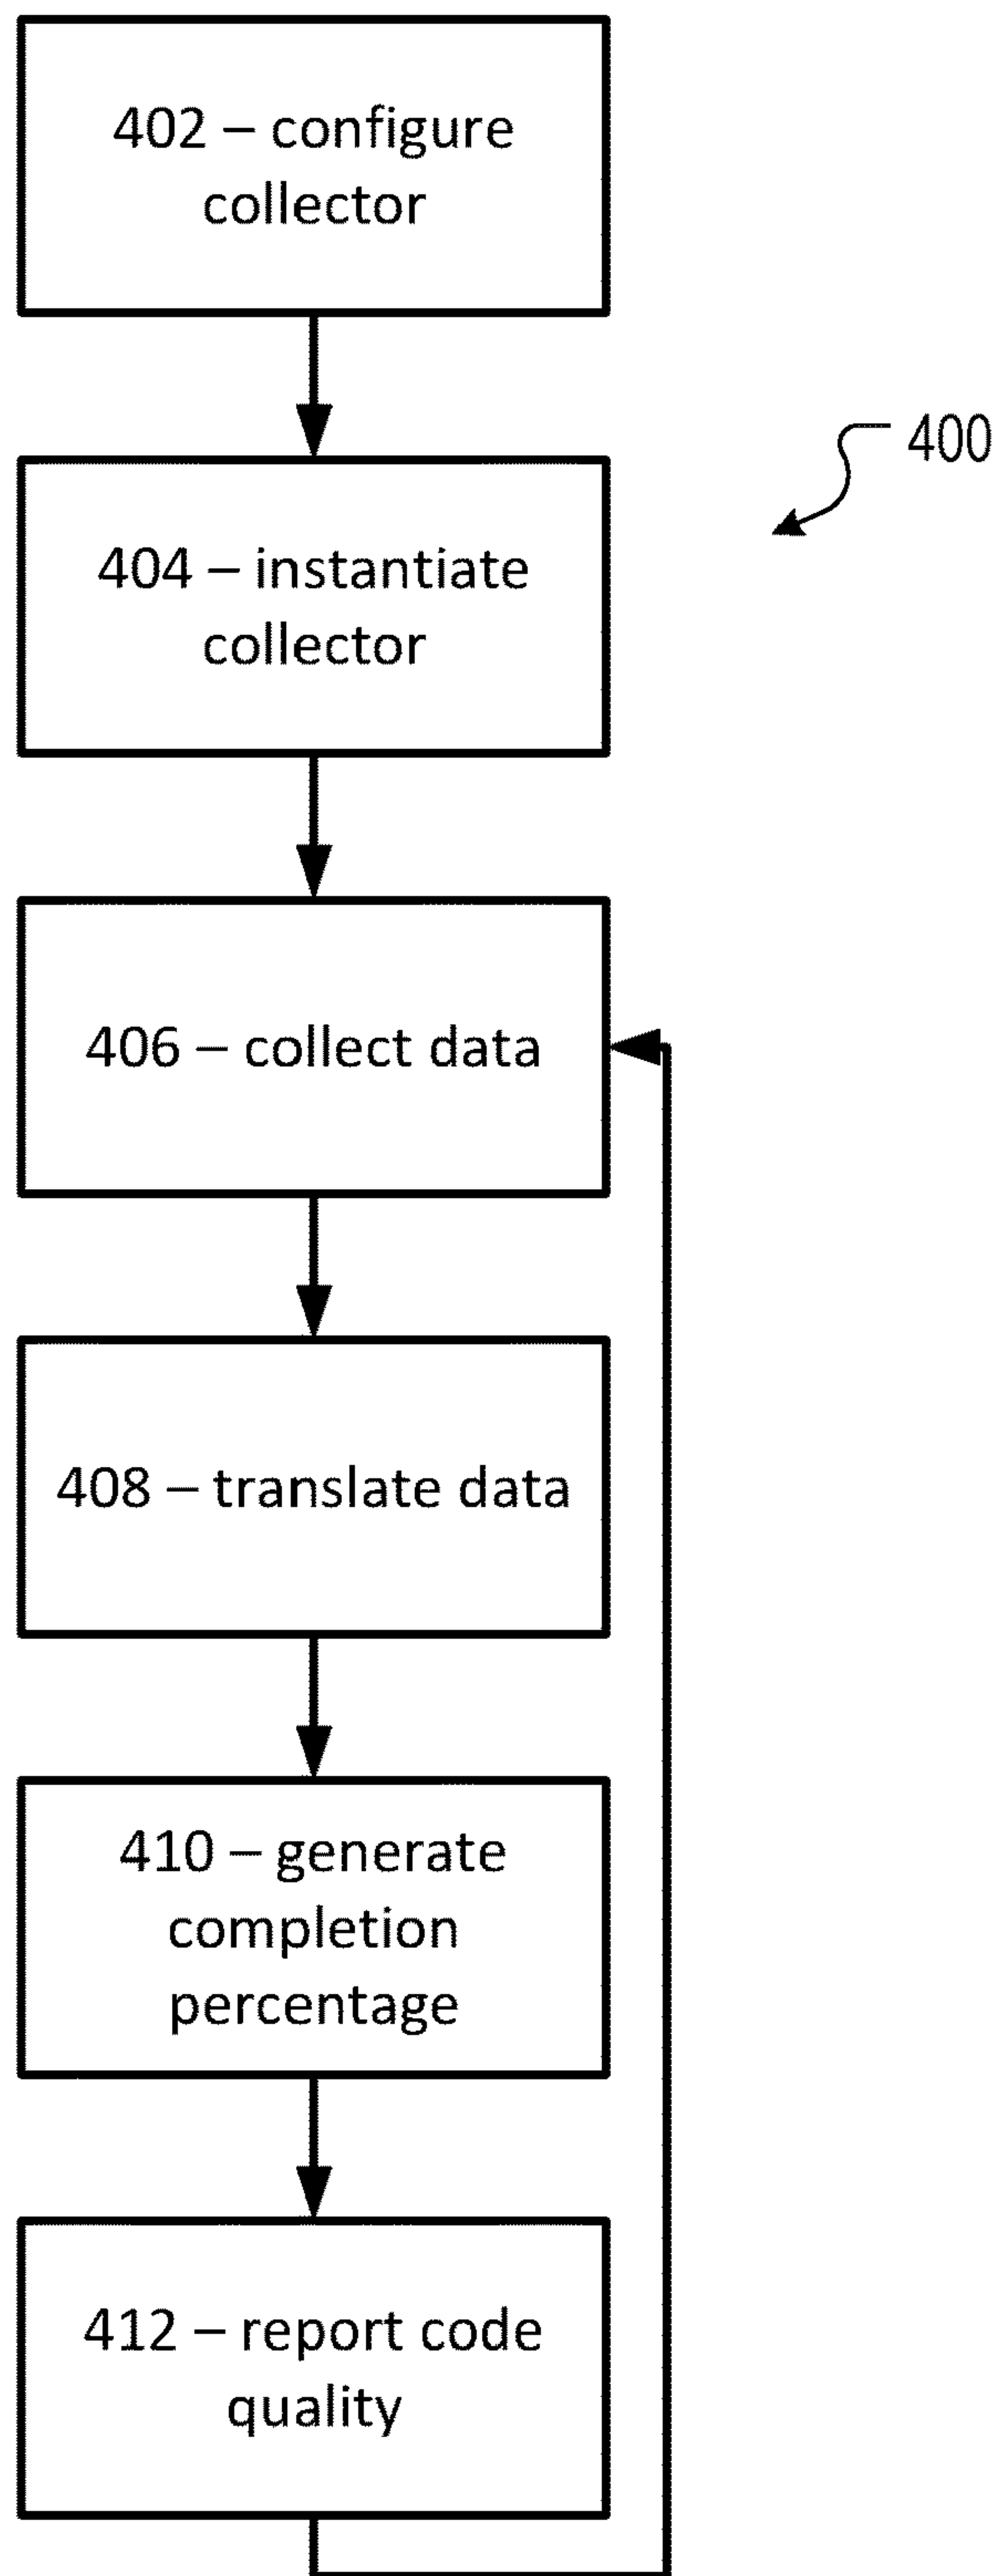 402 – configure
collector
400
404 – instantiate
collector
406 – collect data
408 – translate data
410 – generate
completion
percentage
412 – report code
quality